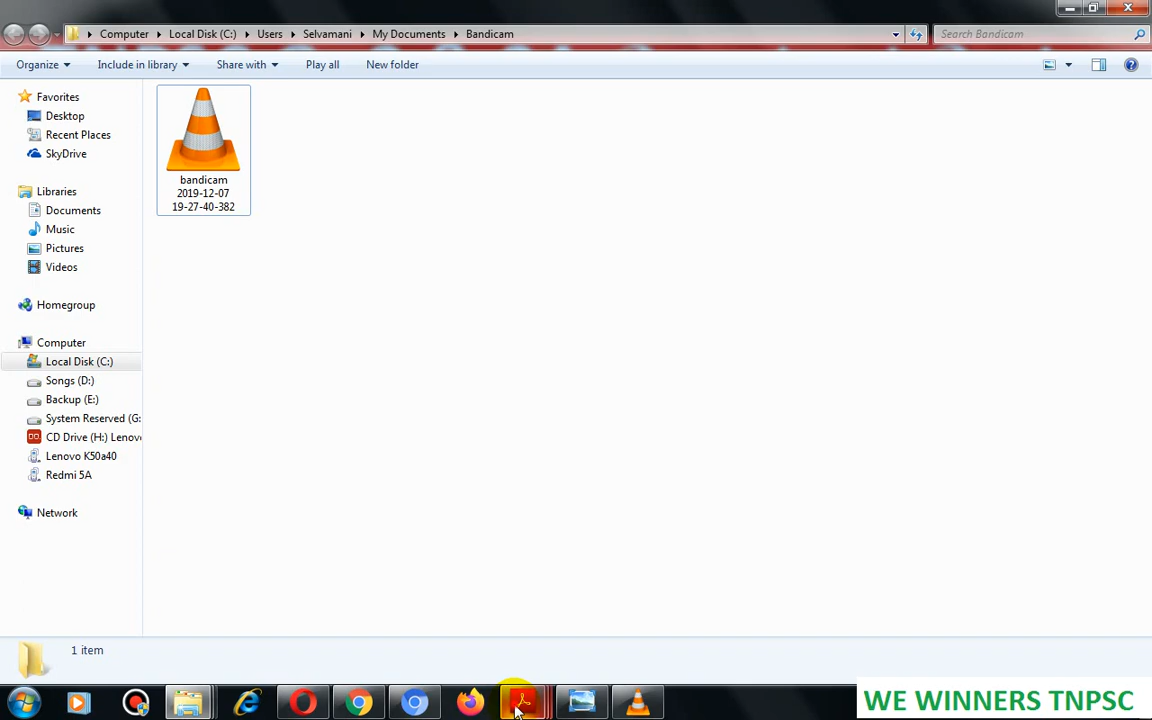 Computer Local Disk (C:) Users Selvamani My Documents Bandicam
Search Bandicam
Organize Include in library Share with Play all New folder
Favorites
Desktop
Recent Places
SkyDrive
Libraries
Documents
Music
Pictures
Videos
Homegroup
Computer
Local Disk (C:)
Songs (D:)
Backup (E:)
System Reserved (G:
CD Drive (H:) Lenovo
Lenovo K50a40
Redmi 5A
Network
bandicam
2019-12-07
19-27-40-382
1 item
WE WINNERS TNPSC